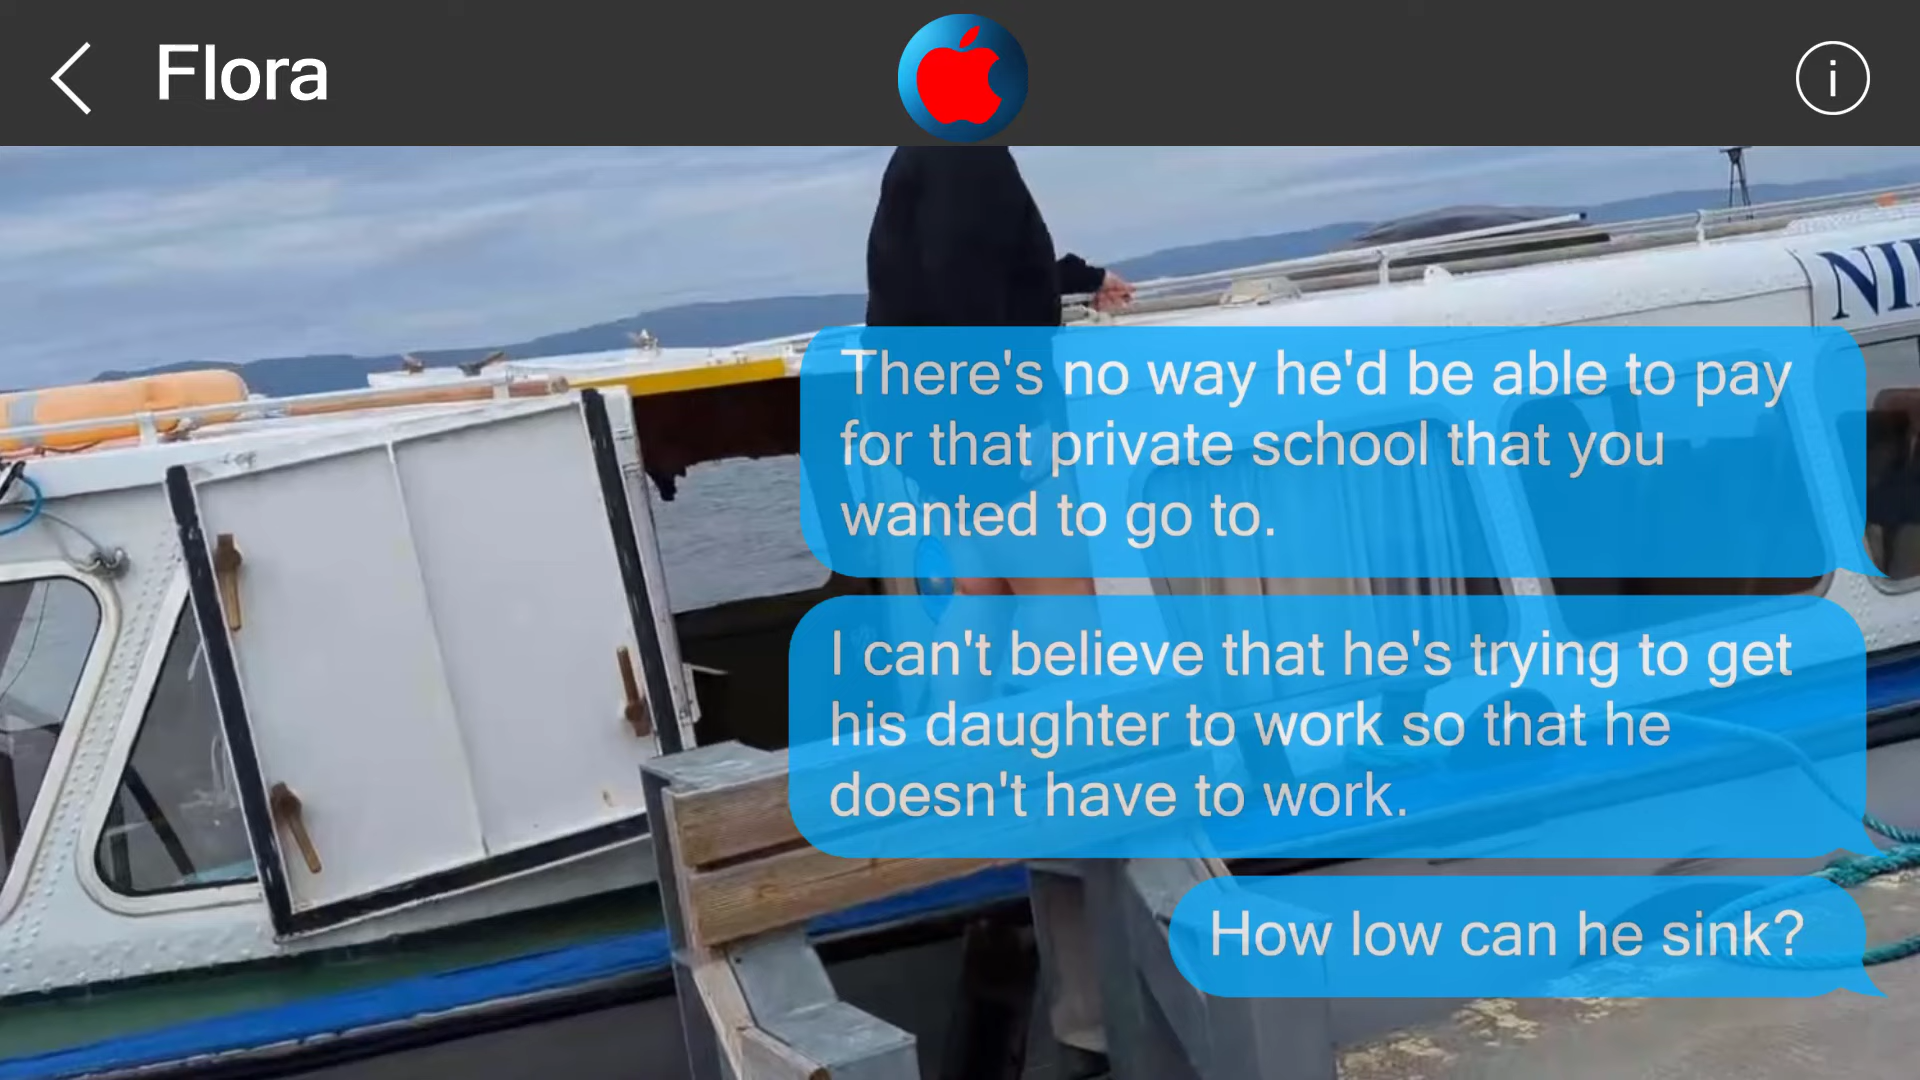 Flora
i
NI
There's no way he'd be able to pay
for that private school that you
wanted to go to.
I can't believe that he's trying to get
his daughter to work so that he
doesn't have to work.
How low can he sink?